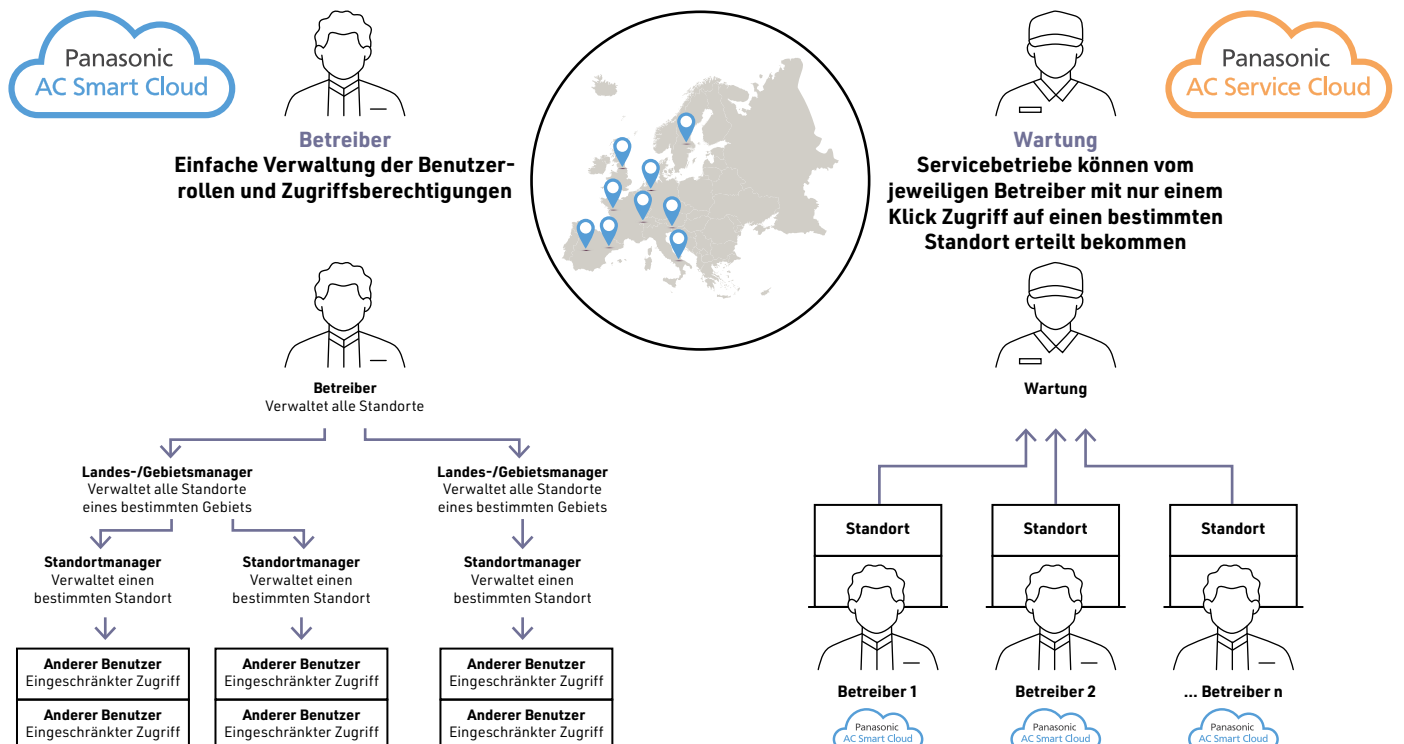 Panasonic
AC Smart Cloud
Betreiber
Einfache Verwaltung der Benutzer-
rollen und Zugriffsberechtigungen
Panasonic
AC Service Cloud
Wartung
Servicebetriebe können vom
jeweiligen Betreiber mit nur einem
Klick Zugriff auf einen bestimmten
Standort erteilt bekommen
Betreiber
Verwaltet alle Standorte
Landes-/Gebietsmanager
Verwaltet alle Standorte
eines bestimmten Gebiets
Landes-/Gebietsmanager
Verwaltet alle Standorte
eines bestimmten Gebiets
Standortmanager
Verwaltet einen
bestimmten Standort
Standortmanager
Verwaltet einen
bestimmten Standort
Standortmanager
Verwaltet einen
bestimmten Standort
Anderer Benutzer
Eingeschränkter Zugriff
Anderer Benutzer
Eingeschränkter Zugriff
Anderer Benutzer
Eingeschränkter Zugriff
Anderer Benutzer
Eingeschränkter Zugriff
Anderer Benutzer
Eingeschränkter Zugriff
Anderer Benutzer
Eingeschränkter Zugriff
Wartung
Standort
Standort
Standort
Betreiber 1
Betreiber 2
... Betreiber n
Panasonic
AC Smart Cloud
Panasonic
AC Smart Cloud
Panasonic
AC Smart Cloud